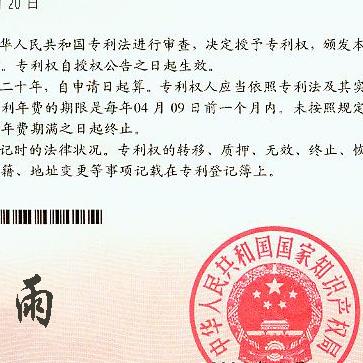 月 20 日
华人民共和国专利法进行审查，决定授予专利权，颁发本
。专利权自授权公告之日起生效。
二十年，自申请日起算。专利权人应当依照专利法及其实
利年费的期限是每年04 月 09 日前一个月内。未按照规定
年费期满之日起终止。
记时的法律状况。专利权的转移、质押、无效、终止、恢
籍、地址变更等事项记载在专利登记簿上。
雨
中华人民共和国国家知识产权局